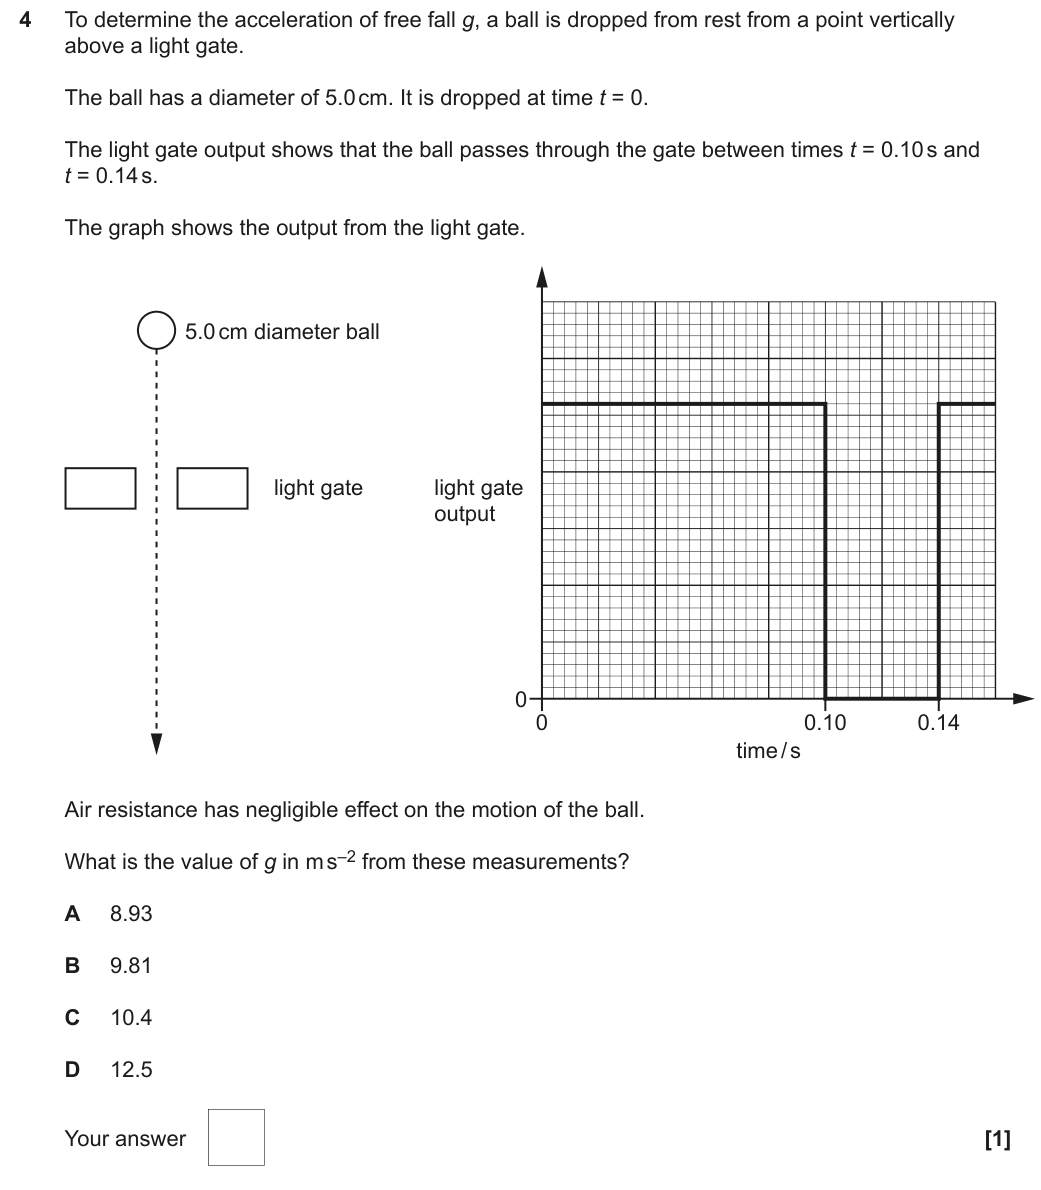 4 To determine the acceleration of free fall g, a ball is dropped from rest from a point vertically
above a light gate.
The ball has a diameter of 5.0 cm. It is dropped at time t = 0.
The light gate output shows that the ball passes through the gate between times t = 0.10 s and
t = 0.14 s.
The graph shows the output from the light gate.
5.0 cm diameter ball
light gate
light gate
output
0
0
0.10
0.14
time / s
Air resistance has negligible effect on the motion of the ball.
What is the value of g in m s⁻² from these measurements?
A 8.93
B 9.81
C 10.4
D 12.5
Your answer
[1]